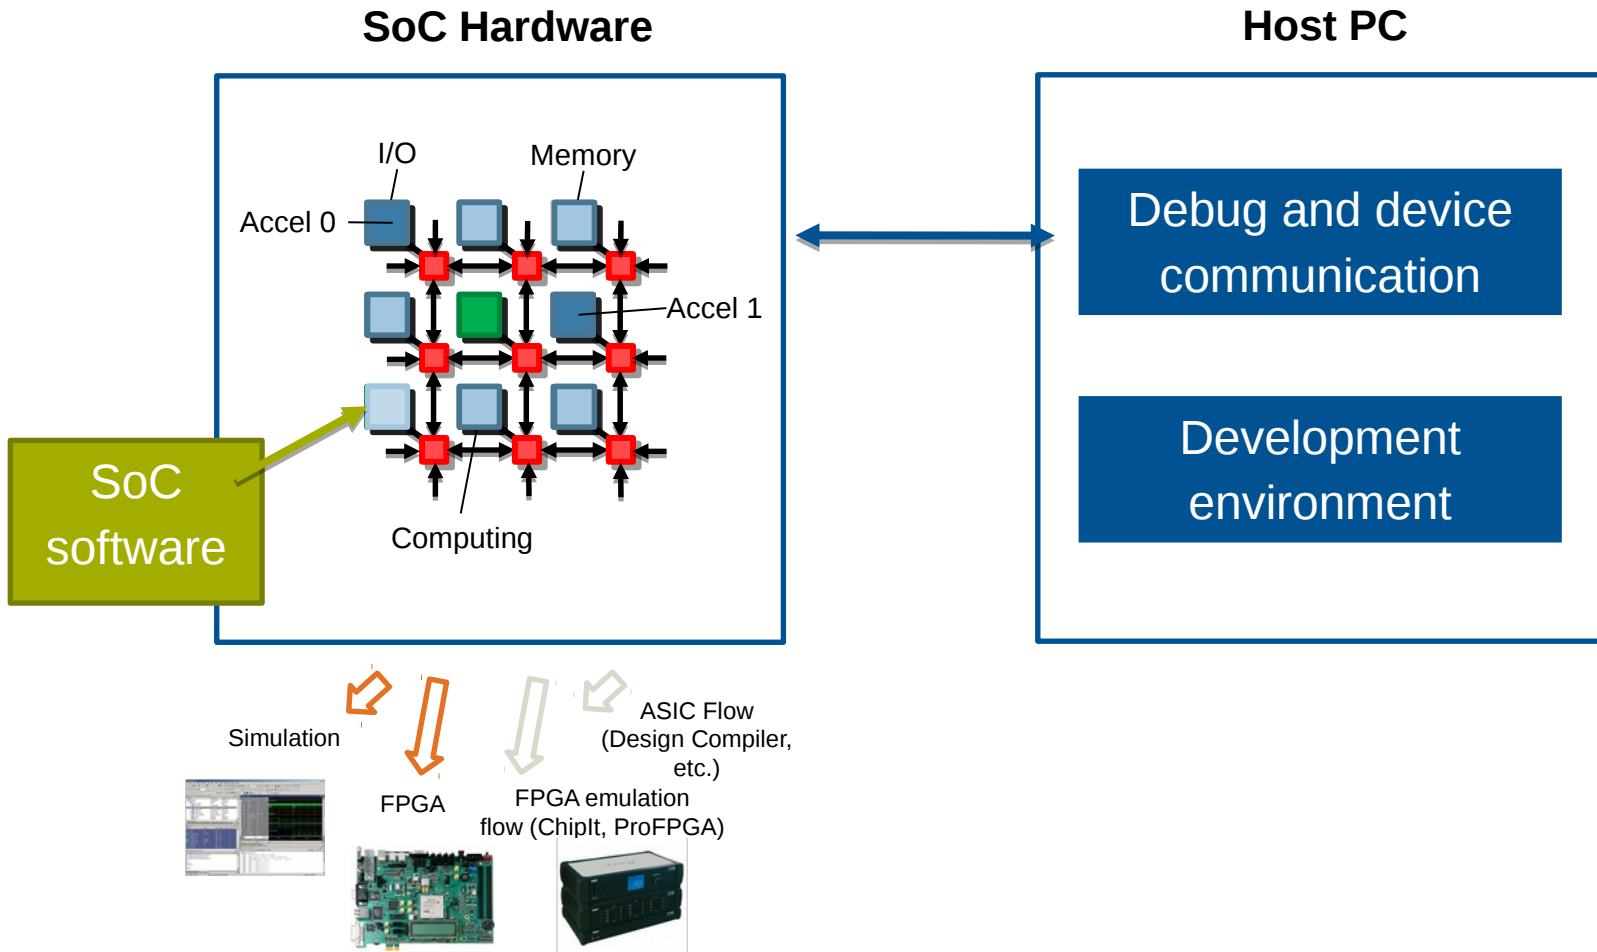 SoC Hardware
Host PC
I/O
Memory
Accel 0
Accel 1
Computing
SoC
software
Debug and device
communication
Development
environment
Simulation
FPGA
FPGA emulation
flow (ChipIt, ProFPGA)
ASIC Flow
(Design Compiler,
etc.)